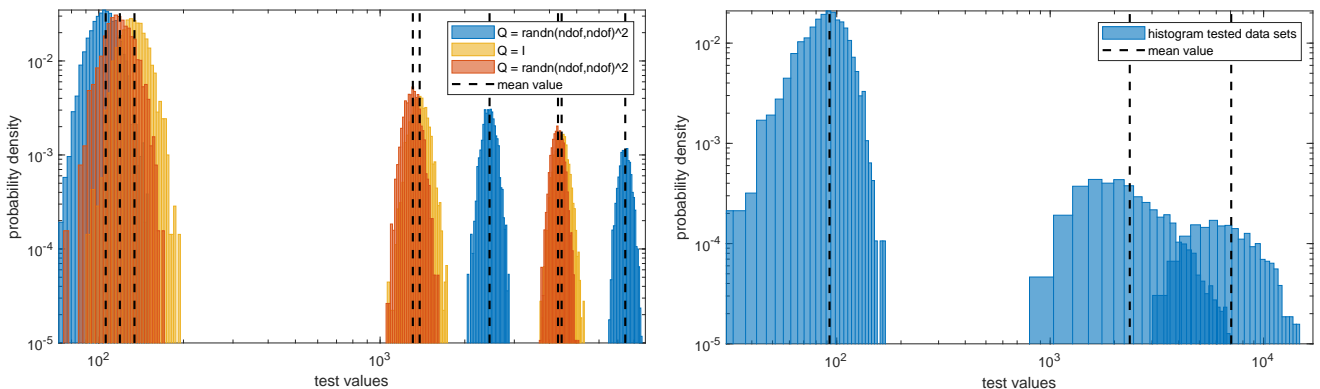 probability density
10^-2
10^-3
10^-4
10^-5
Q = randn(ndof,ndof)^2
Q = I
Q = randn(ndof,ndof)^2
mean value
10^2
10^3
test values
probability density
10^-2
10^-3
10^-4
10^-5
histogram tested data sets
mean value
10^2
10^3
10^4
test values